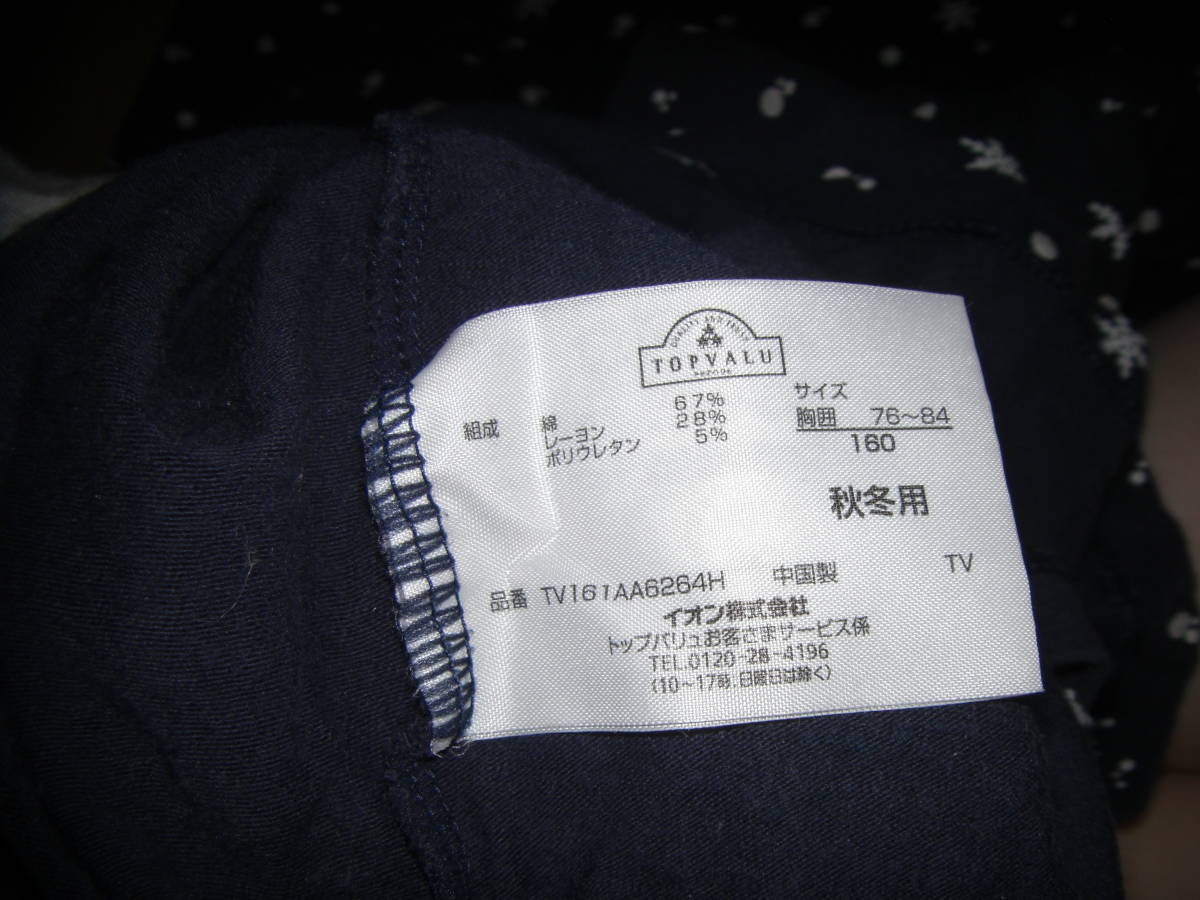 QUALITY AND TRUST
TOPVALU
組成 綿 67%
レーヨン 28%
ポリウレタン 5%
サイズ
胸囲 76～84
160
秋冬用
品番 TV161AA6264H 中国製 TV
イオン株式会社
トップバリュお客さまサービス係
TEL.0120-28-4196
(10～17時.日曜日は除く)